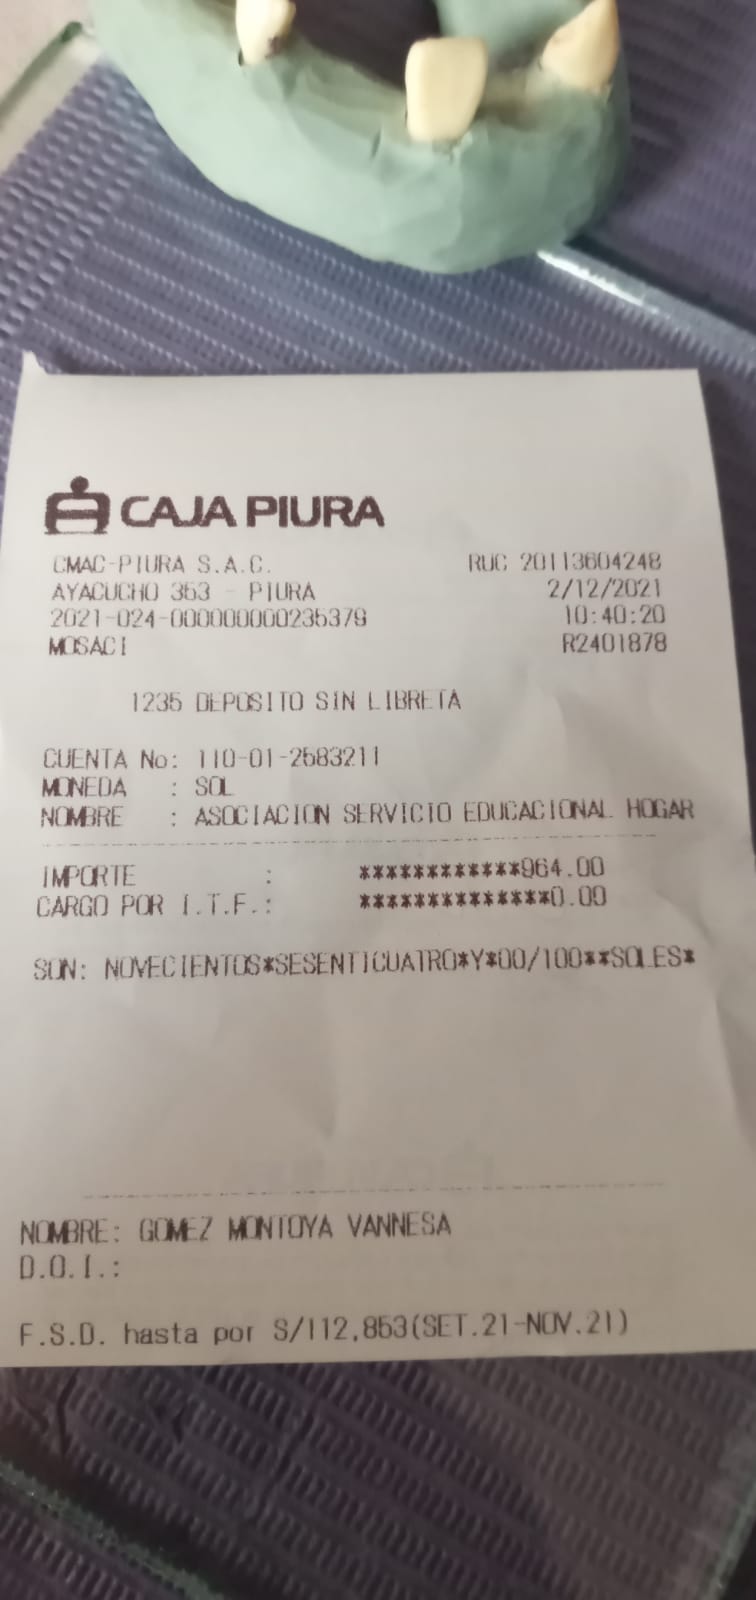 CAJA PIURA
CMAC-PIURA S.A.C. RUC 20113604248
AYACUCHO 353 - PIURA 2/12/2021
2021-024-000000000235379 10:40:20
MOSACI R2401878
1235 DEPOSITO SIN LIBRETA
CUENTA No: 110-01-2583211
MONEDA : SOL
NOMBRE : ASOCIACION SERVICIO EDUCACIONAL HOGAR
IMPORTE : ************964.00
CARGO POR I.T.F.: **************0.00
SON: NOVECIENTOS*SESENTICUATRO*Y*00/100**SOLES*
NOMBRE: GOMEZ MONTOYA VANNESA
D.O.I.:
F.S.D. hasta por S/112,853(SET.21-NOV.21)